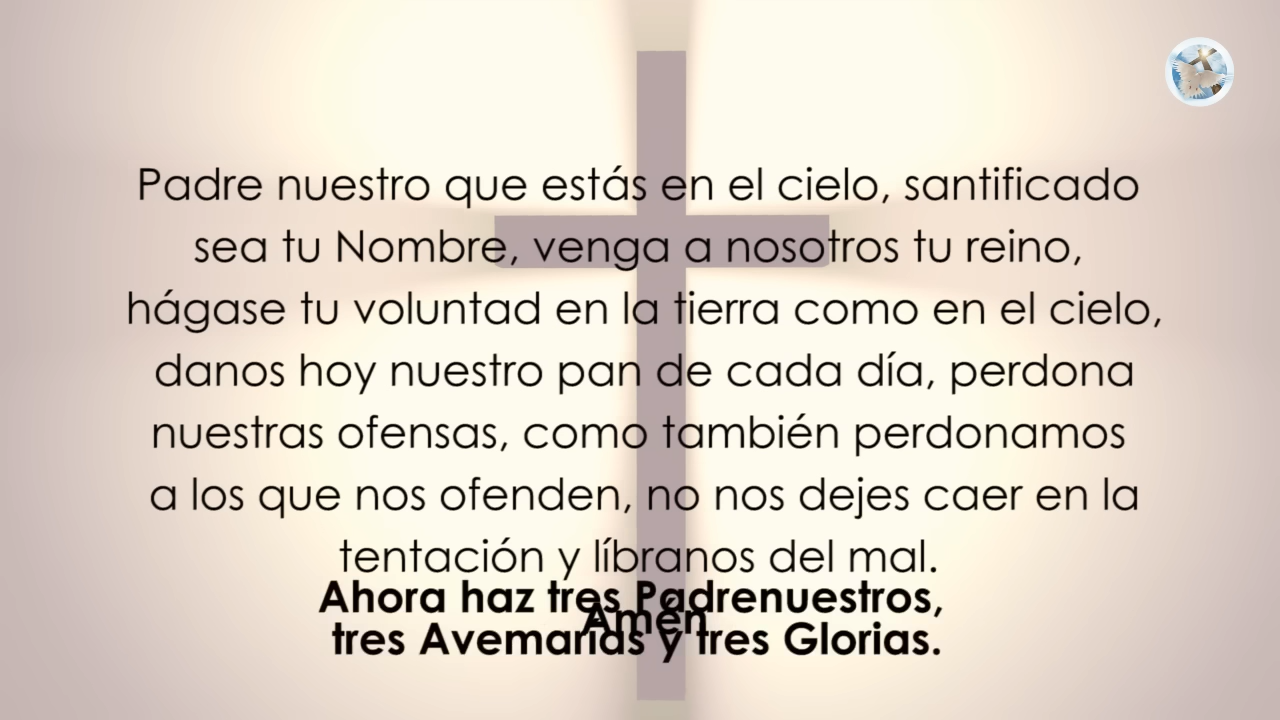 Padre nuestro que estás en el cielo, santificado
sea tu Nombre, venga a nosotros tu reino,
hágase tu voluntad en la tierra como en el cielo,
danos hoy nuestro pan de cada día, perdona
nuestras ofensas, como también perdonamos
a los que nos ofenden, no nos dejes caer en la
tentación y líbranos del mal.
Ahora haz tres Padrenuestros,
Amén
tres Avemarías y tres Glorias.